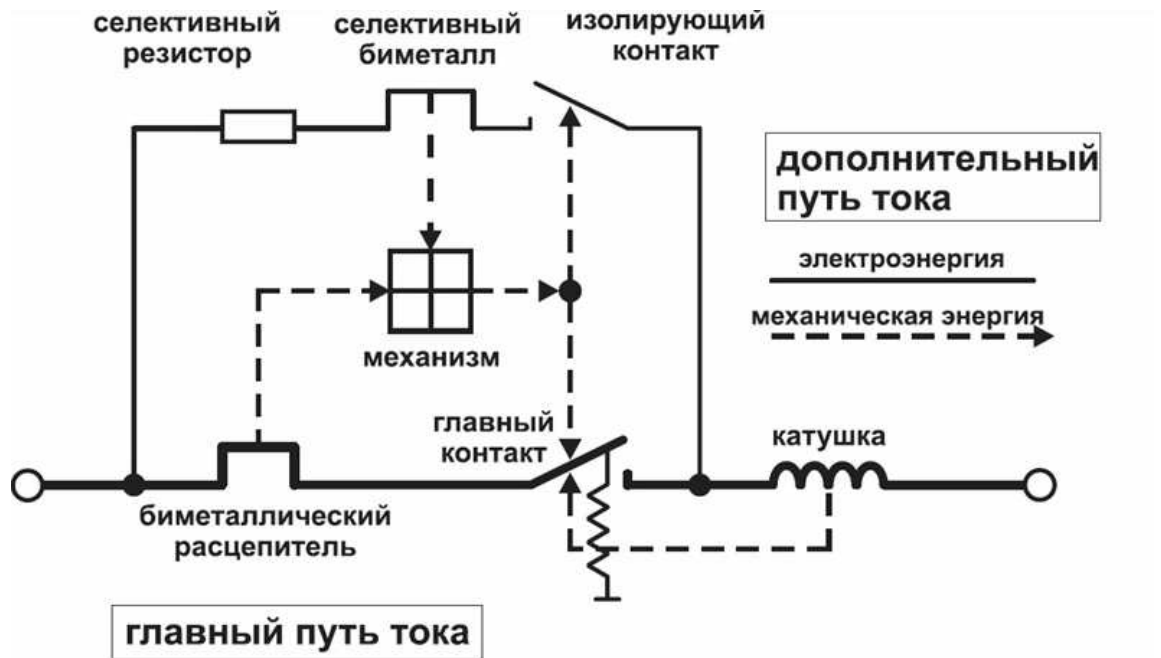 селективный
резистор
селективный
биметалл
изолирующий
контакт
дополнительный
путь тока
электроэнергия
механическая энергия
механизм
главный
контакт
катушка
биметаллический
расцепитель
главный путь тока